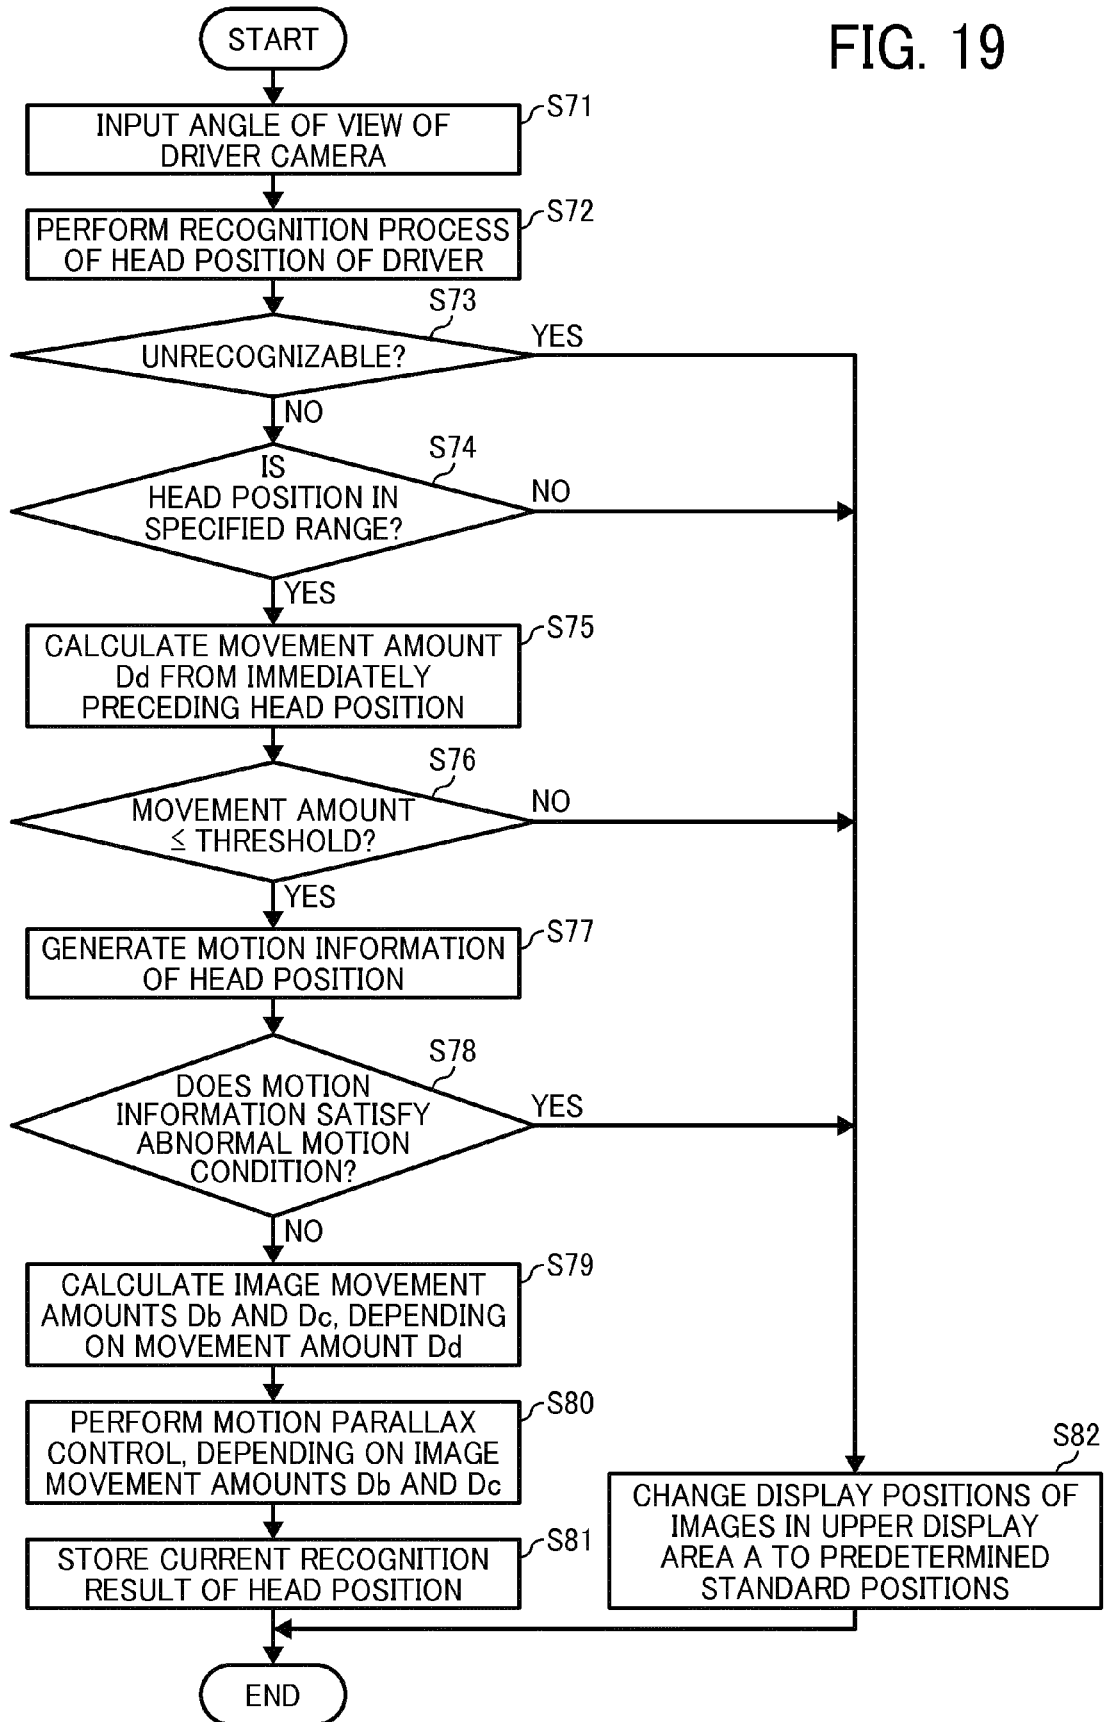 FIG. 19
START
S71
INPUT ANGLE OF VIEW OF
DRIVER CAMERA
S72
PERFORM RECOGNITION PROCESS
OF HEAD POSITION OF DRIVER
S73
UNRECOGNIZABLE?
YES
NO
S74
IS
HEAD POSITION IN
SPECIFIED RANGE?
NO
YES
S75
CALCULATE MOVEMENT AMOUNT
Dd FROM IMMEDIATELY
PRECEDING HEAD POSITION
S76
MOVEMENT AMOUNT
≤ THRESHOLD?
NO
YES
S77
GENERATE MOTION INFORMATION
OF HEAD POSITION
S78
DOES MOTION
INFORMATION SATISFY
ABNORMAL MOTION
CONDITION?
YES
NO
S79
CALCULATE IMAGE MOVEMENT
AMOUNTS Db AND Dc, DEPENDING
ON MOVEMENT AMOUNT Dd
S80
PERFORM MOTION PARALLAX
CONTROL, DEPENDING ON IMAGE
MOVEMENT AMOUNTS Db AND Dc
S81
STORE CURRENT RECOGNITION
RESULT OF HEAD POSITION
S82
CHANGE DISPLAY POSITIONS OF
IMAGES IN UPPER DISPLAY
AREA A TO PREDETERMINED
STANDARD POSITIONS
END